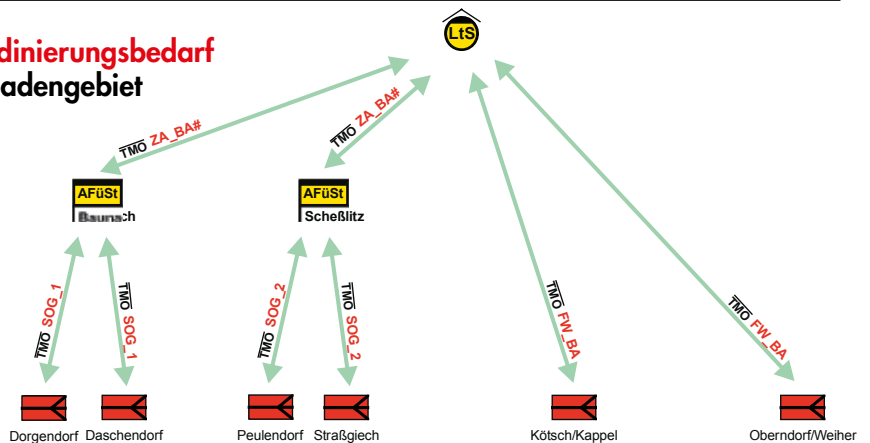 LtS
dinierungsbedarf
adengebiet
TMO ZA_BA#
TMO ZA_BA#
AFüSt
AFüSt
Scheßlitz
TMO SOG_1
TMO SOG_1
TMO SOG_2
TMO SOG_2
TMO FW_BA
TMO FW_BA
Dorgendorf Daschendorf Peulendorf Straßgiech Kötsch/Kappel Oberndorf/Weiher